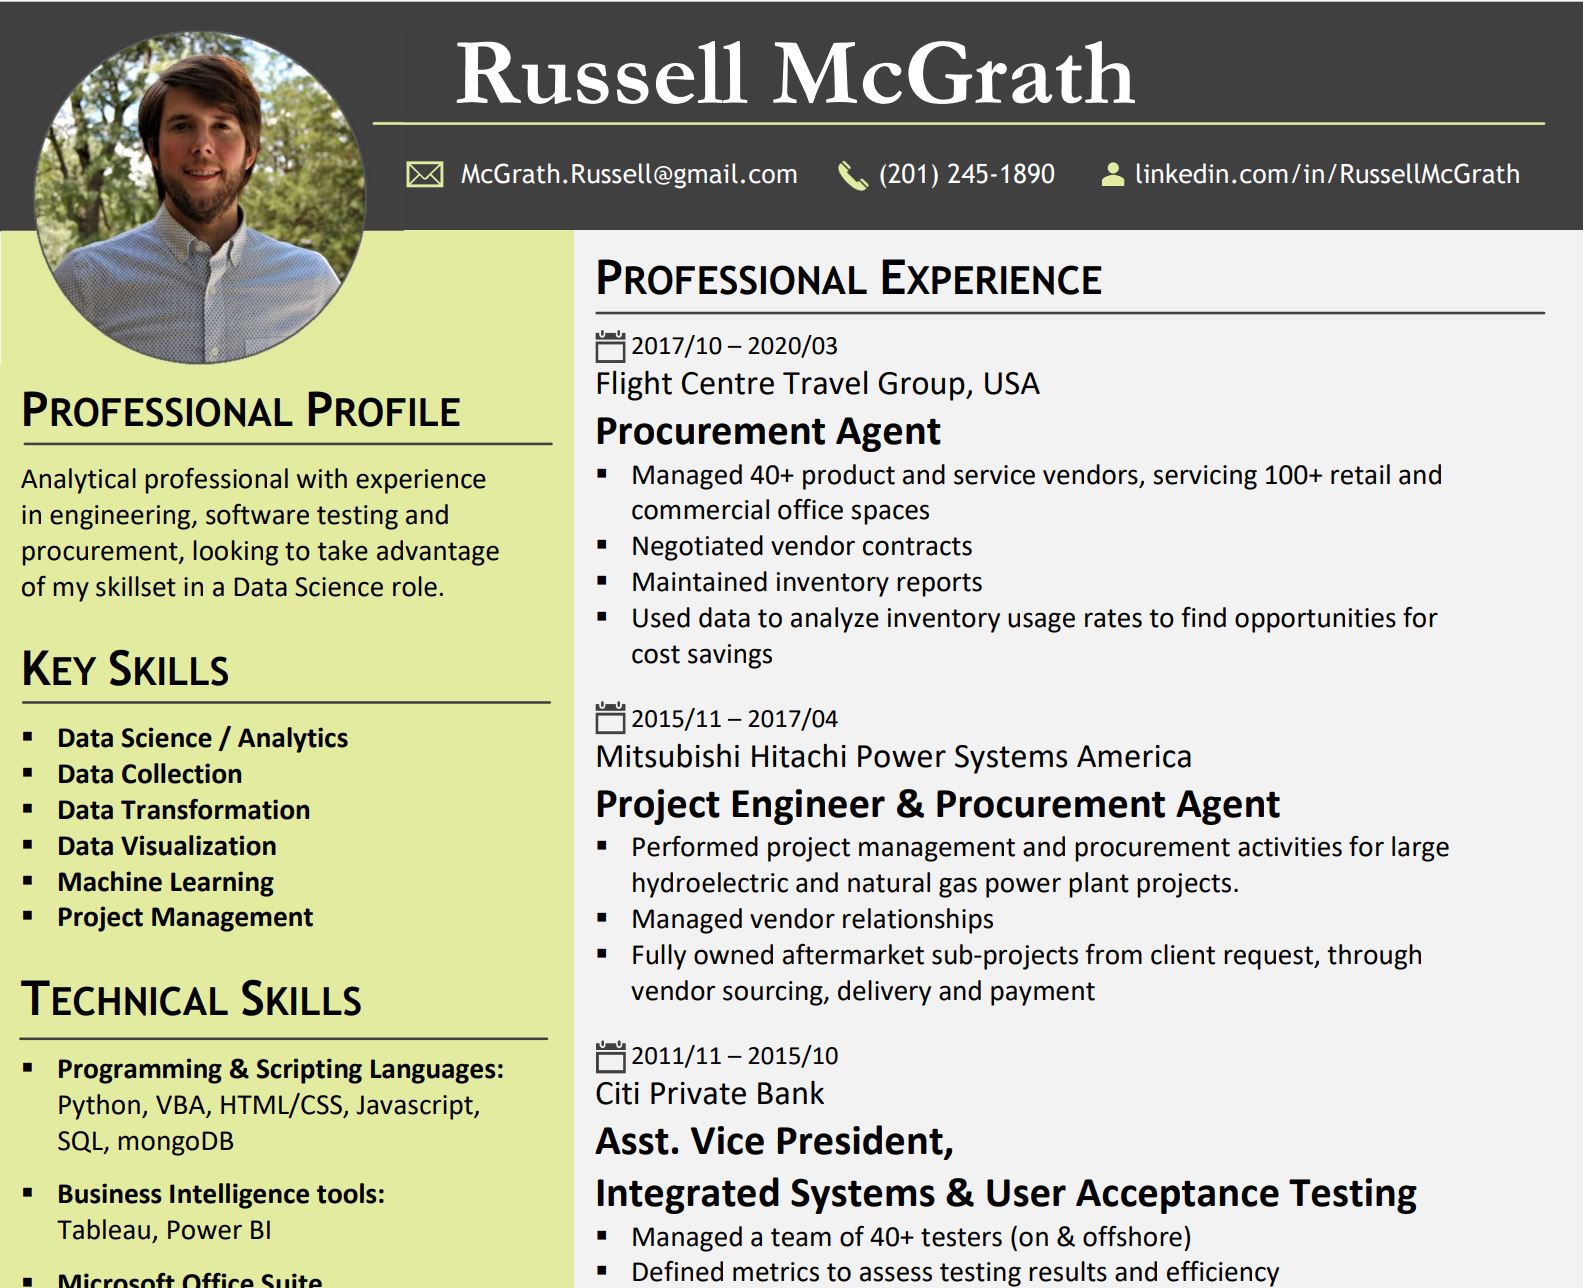 Russell McGrath
McGrath.Russell@gmail.com (201) 245-1890 linkedin.com/in/RussellMcGrath
PROFESSIONAL PROFILE
Analytical professional with experience
in engineering, software testing and
procurement, looking to take advantage
of my skillset in a Data Science role.
KEY SKILLS
▪ Data Science / Analytics
▪ Data Collection
▪ Data Transformation
▪ Data Visualization
▪ Machine Learning
▪ Project Management
TECHNICAL SKILLS
▪ Programming & Scripting Languages:
Python, VBA, HTML/CSS, Javascript,
SQL, mongoDB
▪ Business Intelligence tools:
Tableau, Power BI
▪ Microsoft Office Suite
PROFESSIONAL EXPERIENCE
2017/10 – 2020/03
Flight Centre Travel Group, USA
Procurement Agent
▪ Managed 40+ product and service vendors, servicing 100+ retail and
commercial office spaces
▪ Negotiated vendor contracts
▪ Maintained inventory reports
▪ Used data to analyze inventory usage rates to find opportunities for
cost savings
2015/11 – 2017/04
Mitsubishi Hitachi Power Systems America
Project Engineer & Procurement Agent
▪ Performed project management and procurement activities for large
hydroelectric and natural gas power plant projects.
▪ Managed vendor relationships
▪ Fully owned aftermarket sub-projects from client request, through
vendor sourcing, delivery and payment
2011/11 – 2015/10
Citi Private Bank
Asst. Vice President,
Integrated Systems & User Acceptance Testing
▪ Managed a team of 40+ testers (on & offshore)
▪ Defined metrics to assess testing results and efficiency